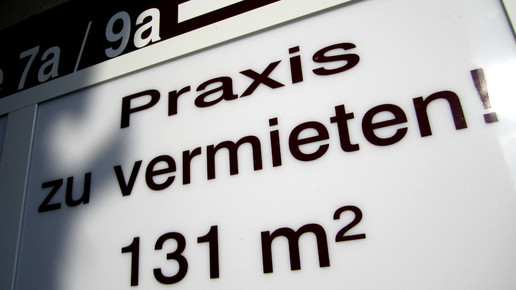 7a / 9a
Praxis
zu vermieten!
131 m²